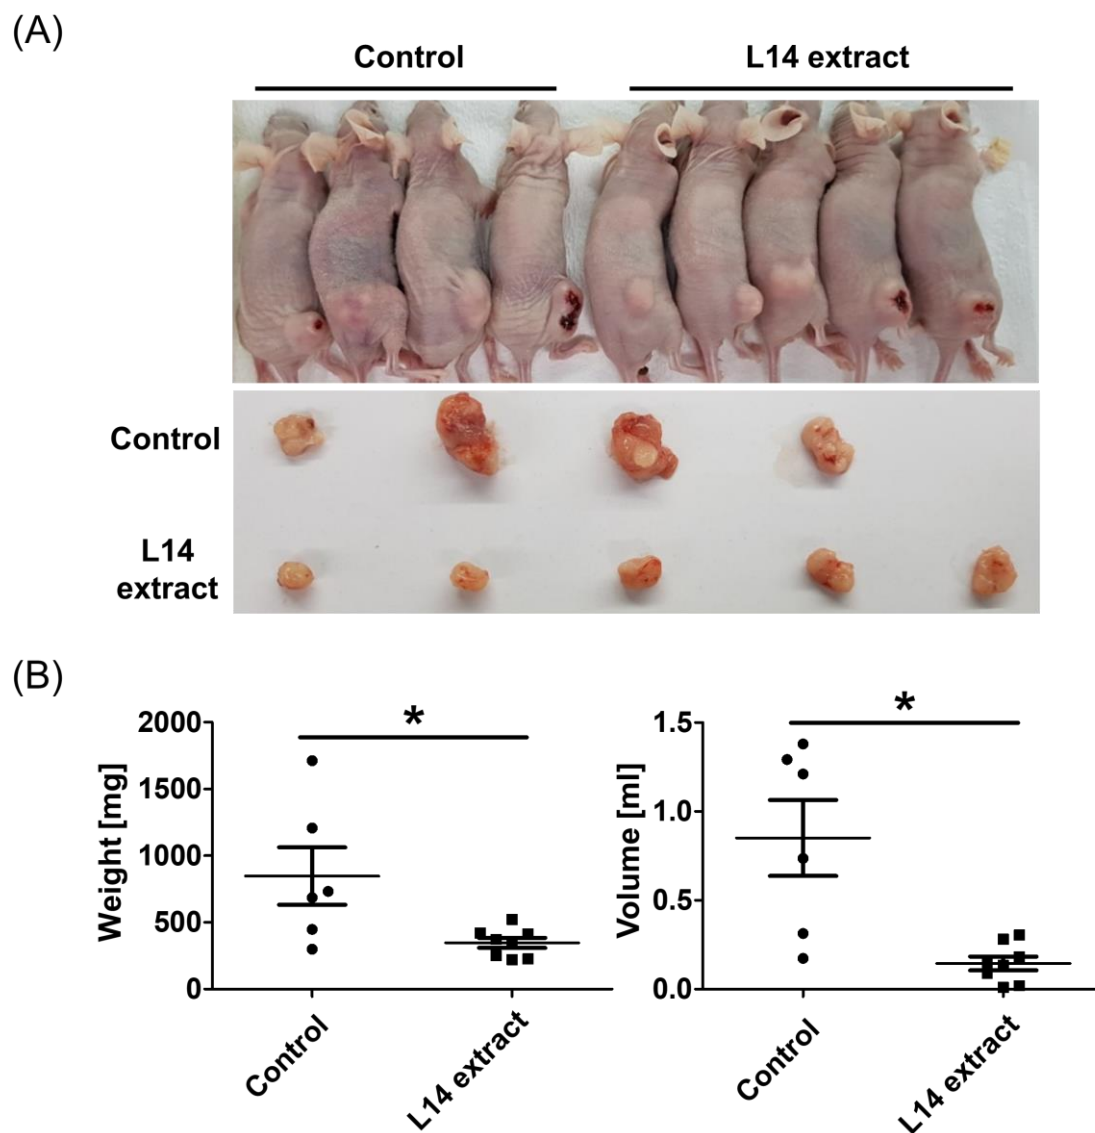 (A)
Control
L14 extract
Control
L14
extract
(B)
*
2000
1500
1000
500
0
Weight [mg]
Control
L14 extract
*
1.5
1.0
0.5
0.0
Volume [ml]
Control
L14 extract